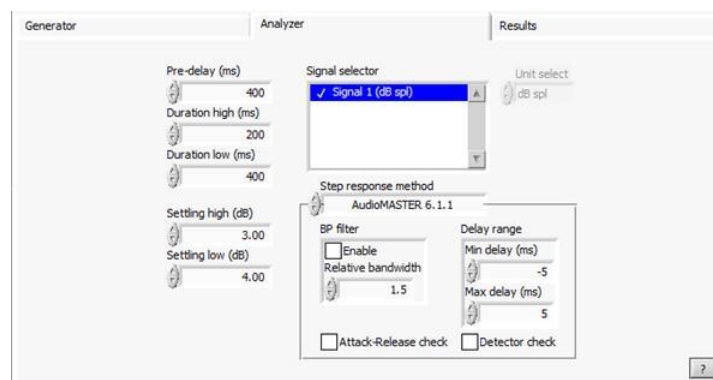 Generator
Analyzer
Results
Pre-delay (ms)
400
Duration high (ms)
200
Duration low (ms)
400
Settling high (dB)
3.00
Settling low (dB)
4.00
Signal selector
✓ Signal 1 (dB spl)
Unit select
dB spl
Step response method
AudioMASTER 6.1.1
BP filter
Enable
Relative bandwidth
1.5
Delay range
Min delay (ms)
-5
Max delay (ms)
5
Attack-Release check
Detector check
?